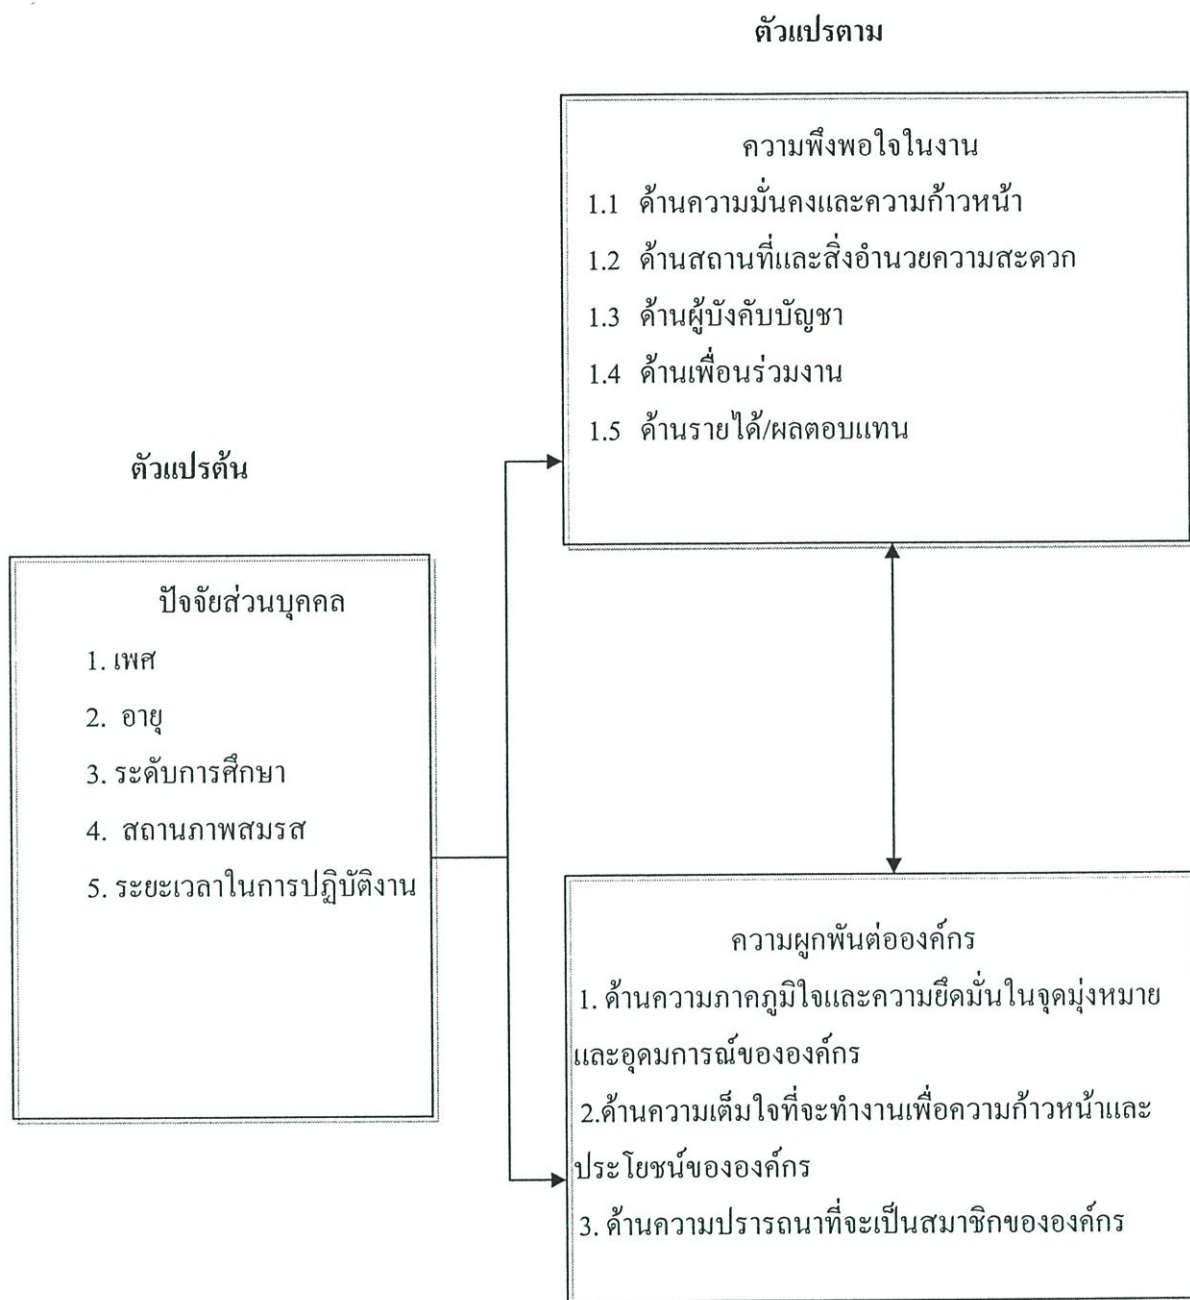 ตัวแปรตาม
ความพึงพอใจในงาน
1.1 ด้านความมั่นคงและความก้าวหน้า
1.2 ด้านสถานที่และสิ่งอำนวยความสะดวก
1.3 ด้านผู้บังคับบัญชา
1.4 ด้านเพื่อนร่วมงาน
1.5 ด้านรายได้/ผลตอบแทน
ตัวแปรต้น
ปัจจัยส่วนบุคคล
1. เพศ
2. อายุ
3. ระดับการศึกษา
4. สถานภาพสมรส
5. ระยะเวลาในการปฏิบัติงาน
ความผูกพันต่อองค์กร
1. ด้านความภาคภูมิใจและความยึดมั่นในจุดมุ่งหมาย
และอุดมการณ์ขององค์กร
2.ด้านความเต็มใจที่จะทำงานเพื่อความก้าวหน้าและ
ประโยชน์ขององค์กร
3. ด้านความปรารถนาที่จะเป็นสมาชิกขององค์กร